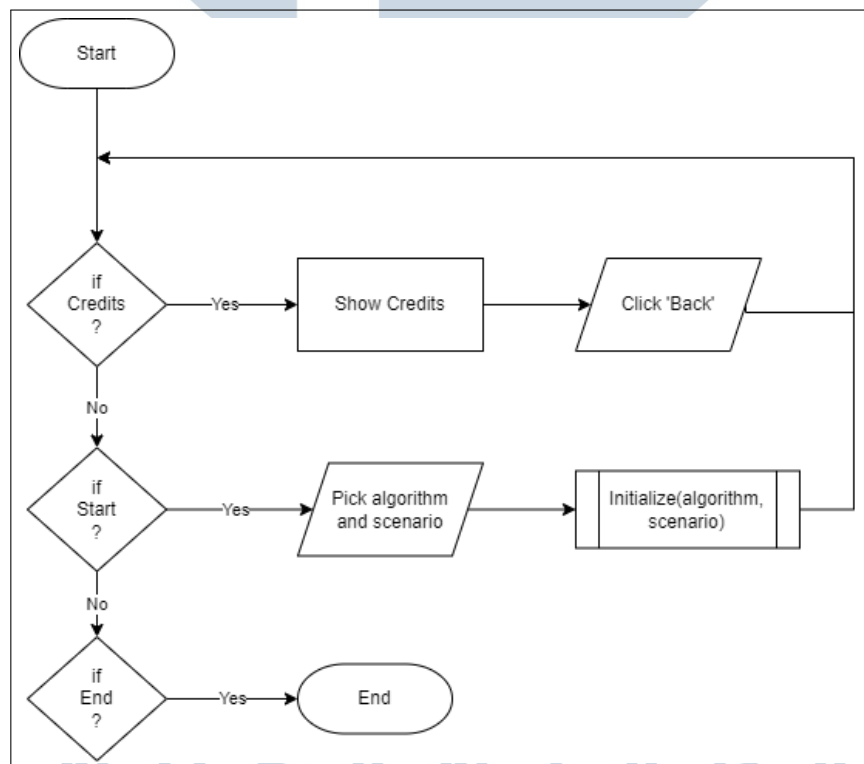 Start
if
Credits
?
Yes
Show Credits
Click 'Back'
No
if
Start
?
Yes
Pick algorithm
and scenario
Initialize(algorithm,
scenario)
No
if
End
?
Yes
End